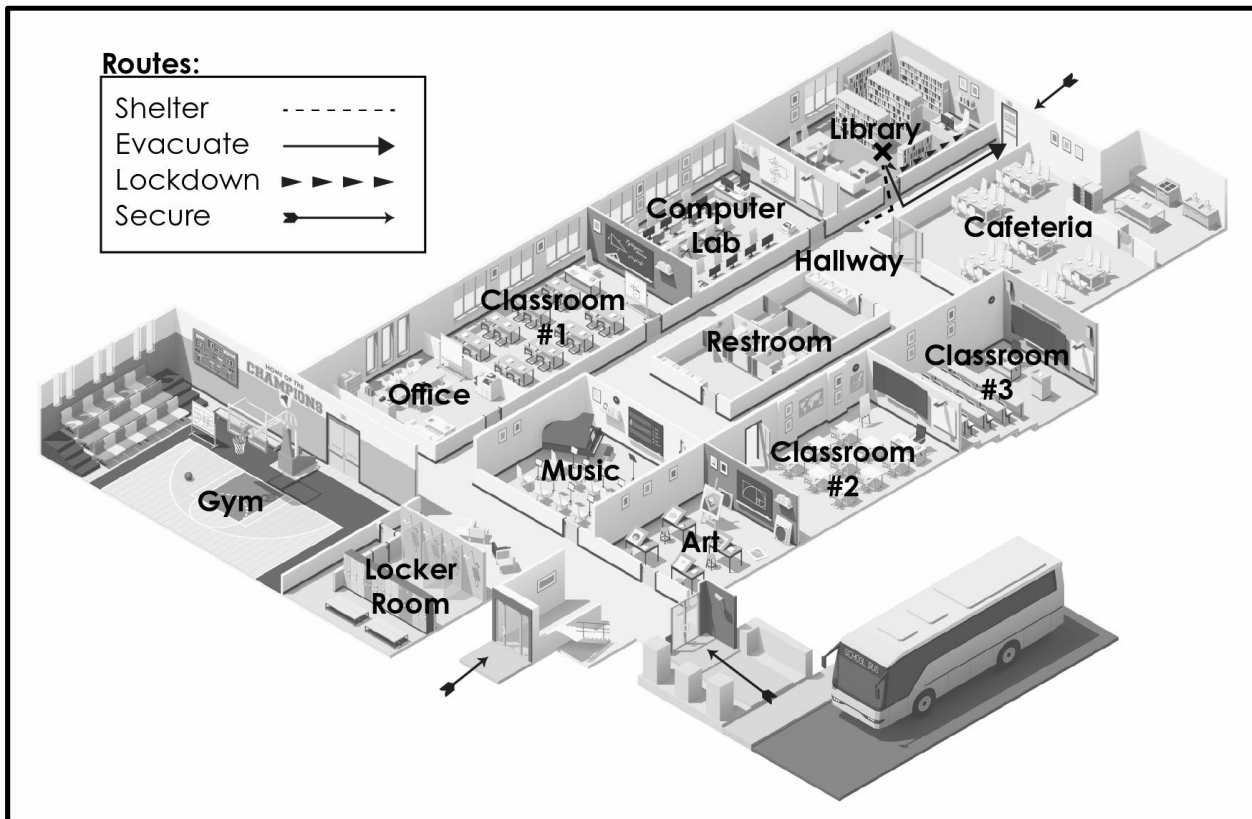 Routes:
Shelter
Evacuate
Lockdown
Secure
Library
Computer
Lab
Cafeteria
Hallway
Classroom
#1
Restroom
Classroom
#3
Office
HOME OF THE
CHAMPIONS
Music
Classroom
#2
Gym
Art
Locker
Room
SCHOOL BUS